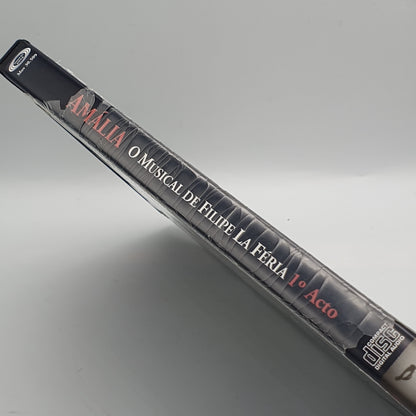 AMÁLIA O MUSICAL DE FILIPE LA FÉRIA 1º ACTO
COMPACT
disc
DIGITAL AUDIO